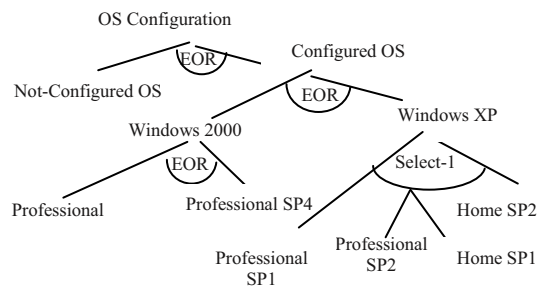 OS Configuration
EOR
Configured OS
Not-Configured OS
EOR
Windows XP
Windows 2000
EOR
Select-1
Professional
Professional SP4
Home SP2
Professional
SP1
Professional
SP2
Home SP1